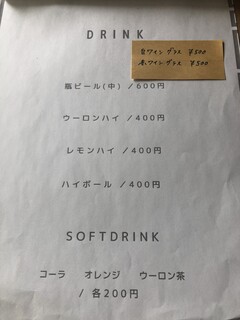 DRINK
白ワイン グラス ¥500
赤ワイン グラス ¥500
瓶ビール(中) /600円
ウーロンハイ /400円
レモンハイ /400円
ハイボール /400円
SOFTDRINK
コーラ オレンジ ウーロン茶
/ 各200円